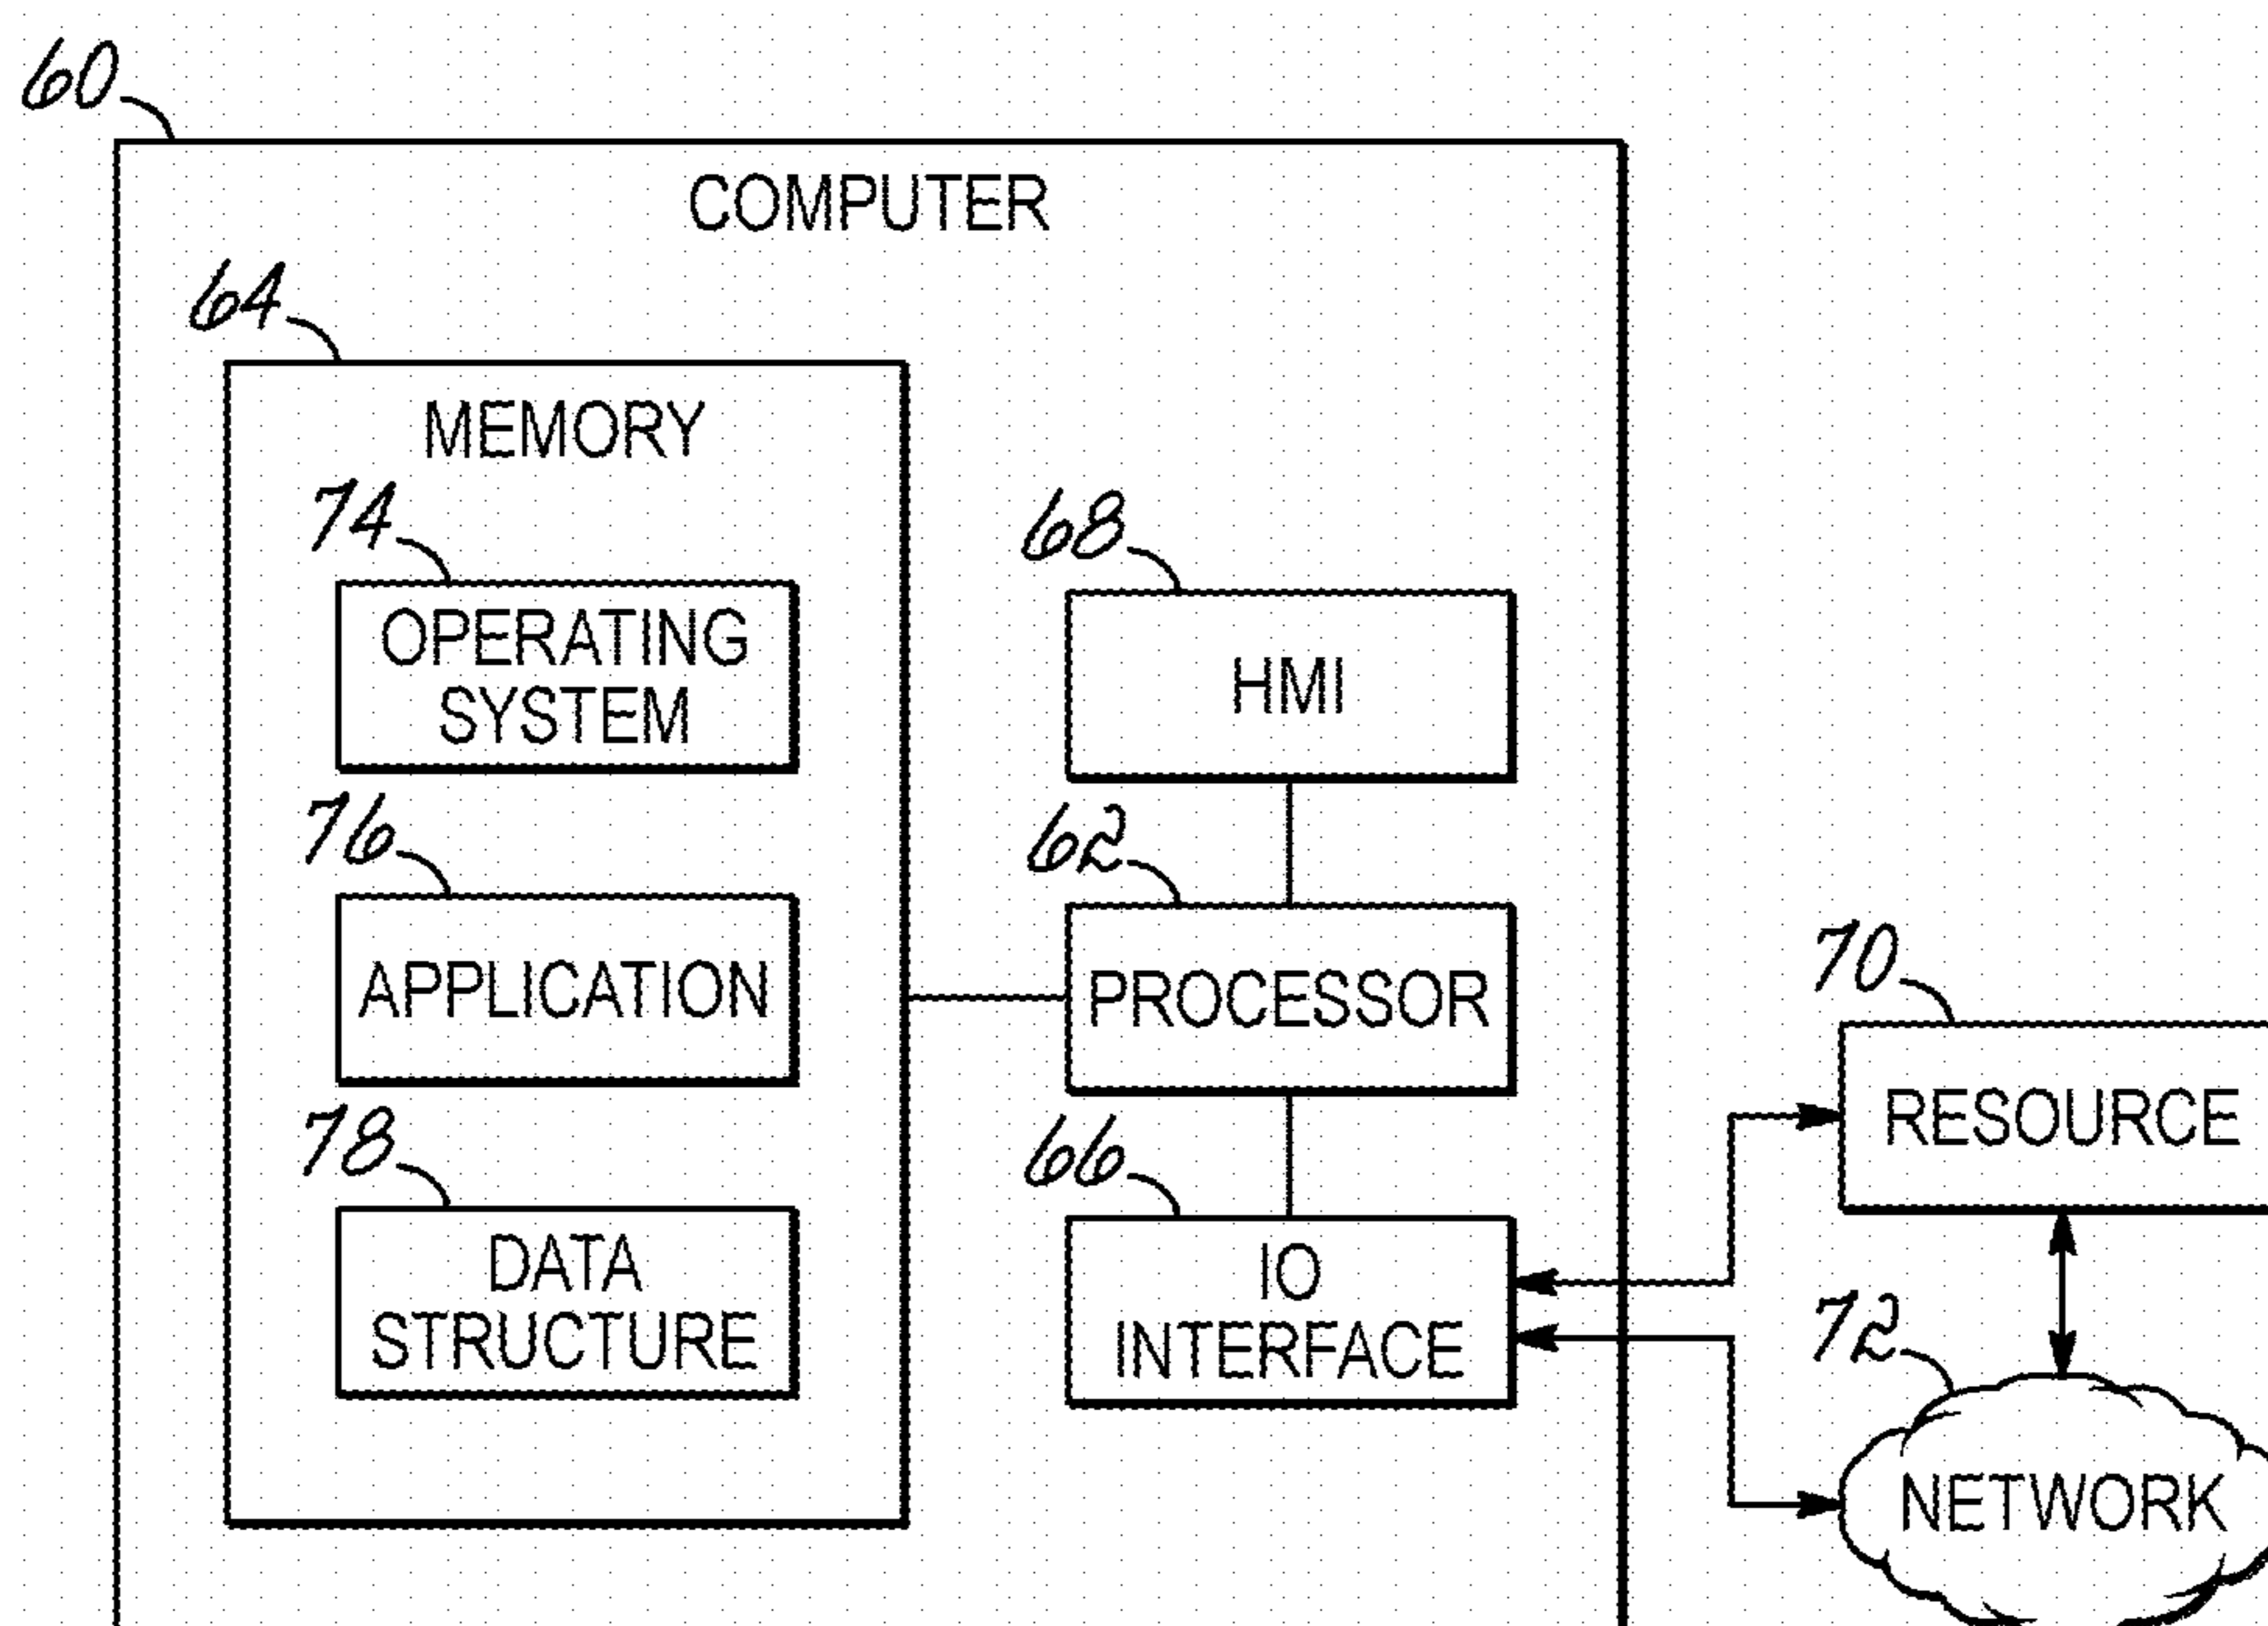 60
COMPUTER
64
MEMORY
74
OPERATING
SYSTEM
76
APPLICATION
78
DATA
STRUCTURE
68
HMI
62
PROCESSOR
66
IO
INTERFACE
70
RESOURCE
72
NETWORK